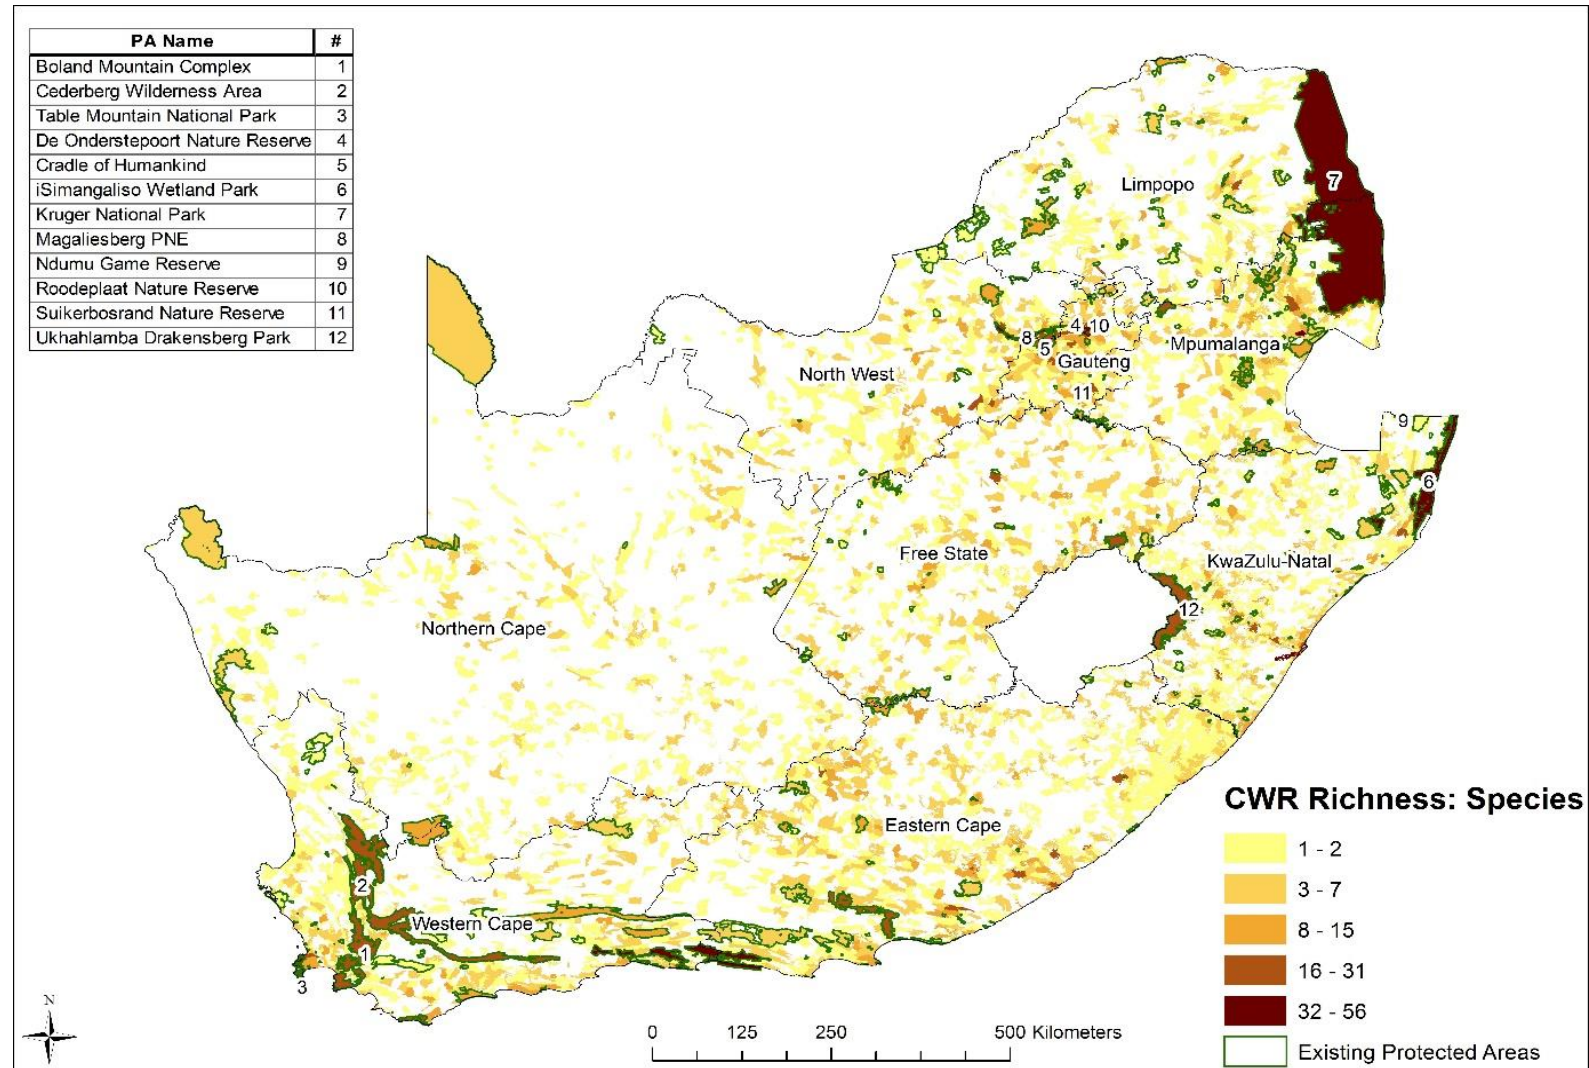 PA Name #
Boland Mountain Complex 1
Cederberg Wilderness Area 2
Table Mountain National Park 3
De Onderstepoort Nature Reserve 4
Cradle of Humankind 5
iSimangaliso Wetland Park 6
Kruger National Park 7
Magaliesberg PNE 8
Ndumu Game Reserve 9
Roodeplaat Nature Reserve 10
Suikerbosrand Nature Reserve 11
Ukhahlamba Drakensberg Park 12
7
Limpopo
4 10
8
5
Mpumalanga
Gauteng
North West
11
9
6
Free State
KwaZulu-Natal
12
Northern Cape
Eastern Cape
2
Western Cape
1
3
CWR Richness: Species
1 - 2
3 - 7
8 - 15
16 - 31
32 - 56
Existing Protected Areas
N
0 125 250 500 Kilometers